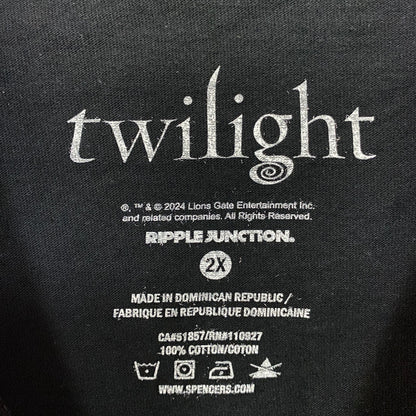 twilight
®, ™ & © 2024 Lions Gate Entertainment Inc.
and related companies. All Rights Reserved.
RIPPLE JUNCTION.
2X
MADE IN DOMINICAN REPUBLIC /
FABRIQUE EN RÉPUBLIQUE DOMINICAINE
CA#51857/RN#110927
100% COTTON/COTON
WWW.SPENCERS.COM